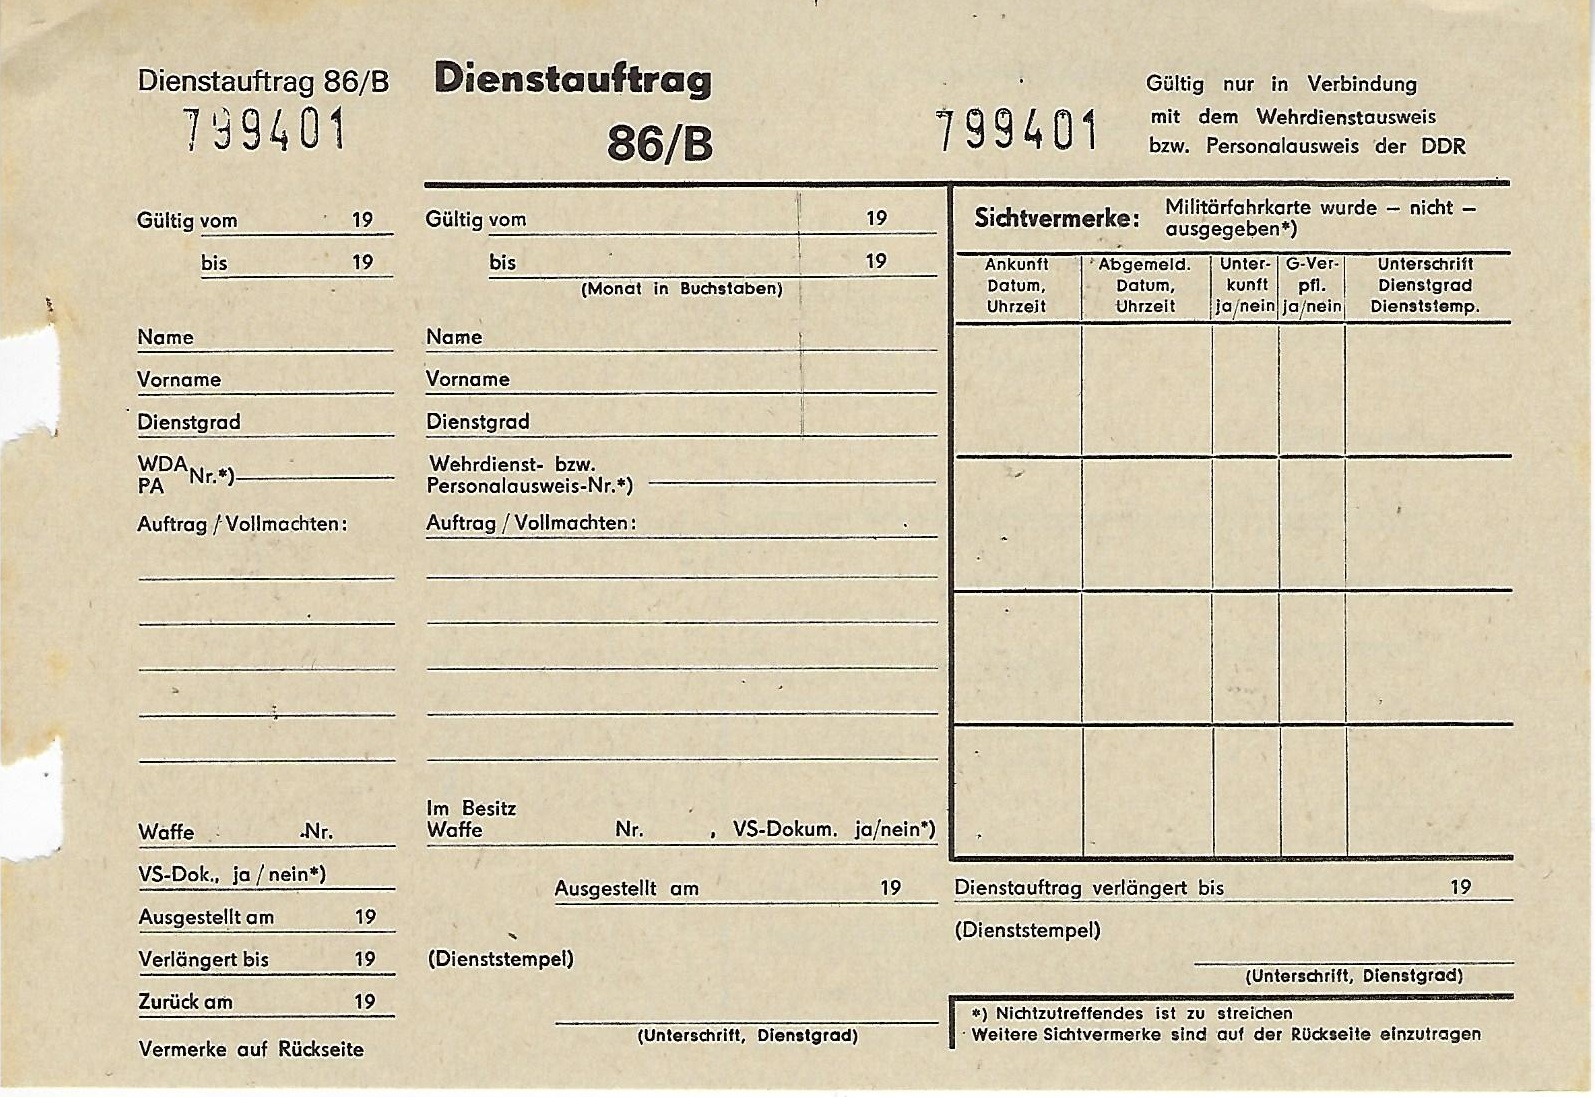 Dienstauftrag 86/B
799401
Gültig vom 19
bis 19
Name
Vorname
Dienstgrad
WDA
PA Nr.*)
Auftrag / Vollmachten:
Waffe Nr.
VS-Dok., ja / nein*)
Ausgestellt am 19
Verlängert bis 19
Zurück am 19
Vermerke auf Rückseite
Dienstauftrag
86/B
799401
Gültig nur in Verbindung
mit dem Wehrdienstausweis
bzw. Personalausweis der DDR
Gültig vom 19
bis 19
(Monat in Buchstaben)
Name
Vorname
Dienstgrad
Wehrdienst- bzw.
Personalausweis-Nr.*)
Auftrag / Vollmachten:
Im Besitz
Waffe Nr. , VS-Dokum. ja/nein*)
Ausgestellt am 19
(Dienststempel)
(Unterschrift, Dienstgrad)
Sichtvermerke: Militärfahrkarte wurde – nicht –
ausgegeben*)
Ankunft
Datum,
Uhrzeit
Abgemeld.
Datum,
Uhrzeit
Unter-
kunft
ja/nein
G-Ver-
pfl.
ja/nein
Unterschrift
Dienstgrad
Dienststemp.
Dienstauftrag verlängert bis 19
(Dienststempel)
(Unterschrift, Dienstgrad)
*) Nichtzutreffendes ist zu streichen
Weitere Sichtvermerke sind auf der Rückseite einzutragen